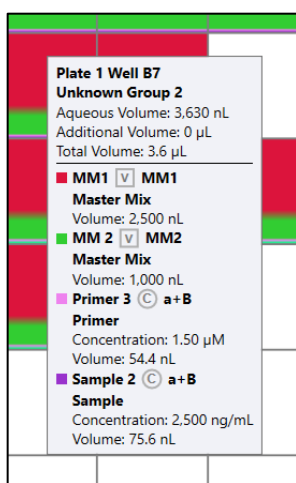 Plate 1 Well B7
Unknown Group 2
Aqueous Volume: 3,630 nL
Additional Volume: 0 µL
Total Volume: 3.6 µL
MM1 V MM1
Master Mix
Volume: 2,500 nL
MM 2 V MM2
Master Mix
Volume: 1,000 nL
Primer 3 C a+B
Primer
Concentration: 1.50 µM
Volume: 54.4 nL
Sample 2 C a+B
Sample
Concentration: 2,500 ng/mL
Volume: 75.6 nL